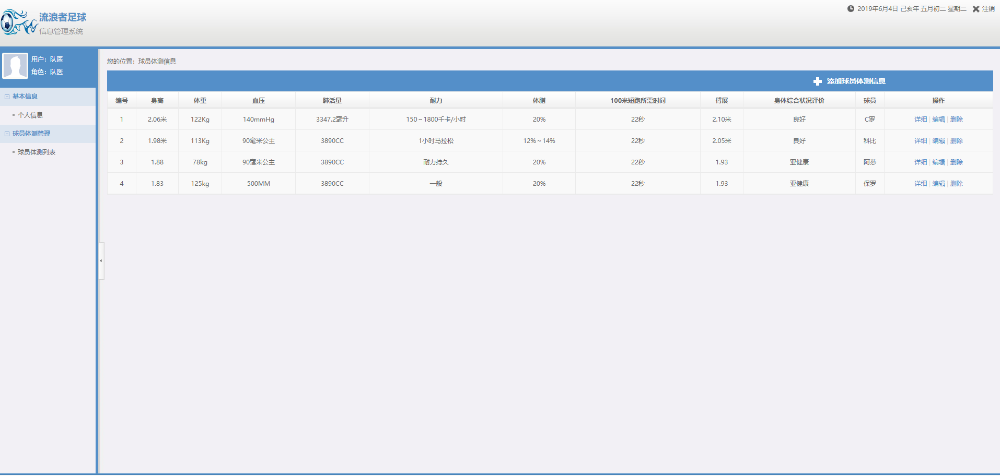 流浪者足球
信息管理系统
2019年6月4日 己亥年 五月初二 星期二 注销
用户：队医
角色：队医
基本信息
个人信息
球员体测管理
球员体测列表
您的位置：球员体测信息
添加球员体测信息
编号 身高 体重 血压 肺活量 耐力 体脂 100米短跑所需时间 臂展 身体综合状况评价 球员 操作
1 2.06米 122Kg 140mmHg 3347.2毫升 150～1800千卡/小时 20% 22秒 2.10米 良好 C罗 详细 | 编辑 | 删除
2 1.98米 113Kg 90毫米公主 3890CC 1小时马拉松 12%～14% 22秒 2.05米 良好 科比 详细 | 编辑 | 删除
3 1.88 78kg 90毫米公主 3890CC 耐力持久 20% 22秒 1.93 亚健康 阿莎 详细 | 编辑 | 删除
4 1.83 125kg 500MM 3890CC 一般 20% 22秒 1.93 亚健康 保罗 详细 | 编辑 | 删除